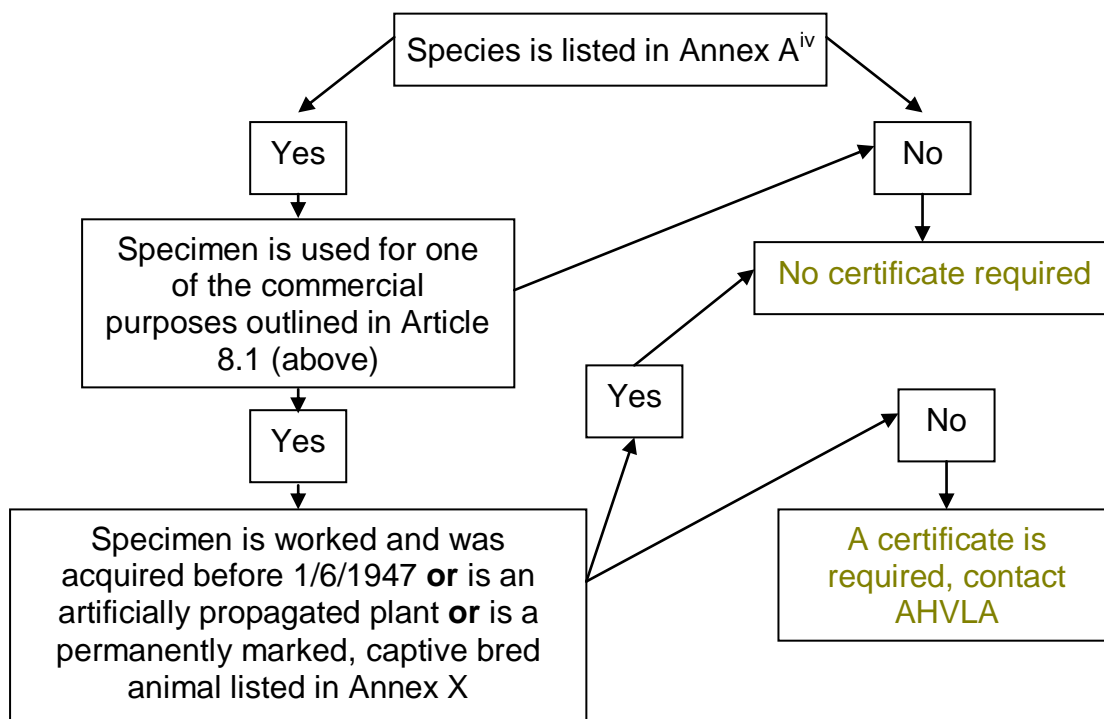 Species is listed in Annex Aiv
Yes
No
Specimen is used for one
of the commercial
purposes outlined in Article
8.1 (above)
No certificate required
Yes
Yes
No
Specimen is worked and was
acquired before 1/6/1947 or is an
artificially propagated plant or is a
permanently marked, captive bred
animal listed in Annex X
A certificate is
required, contact
AHVLA